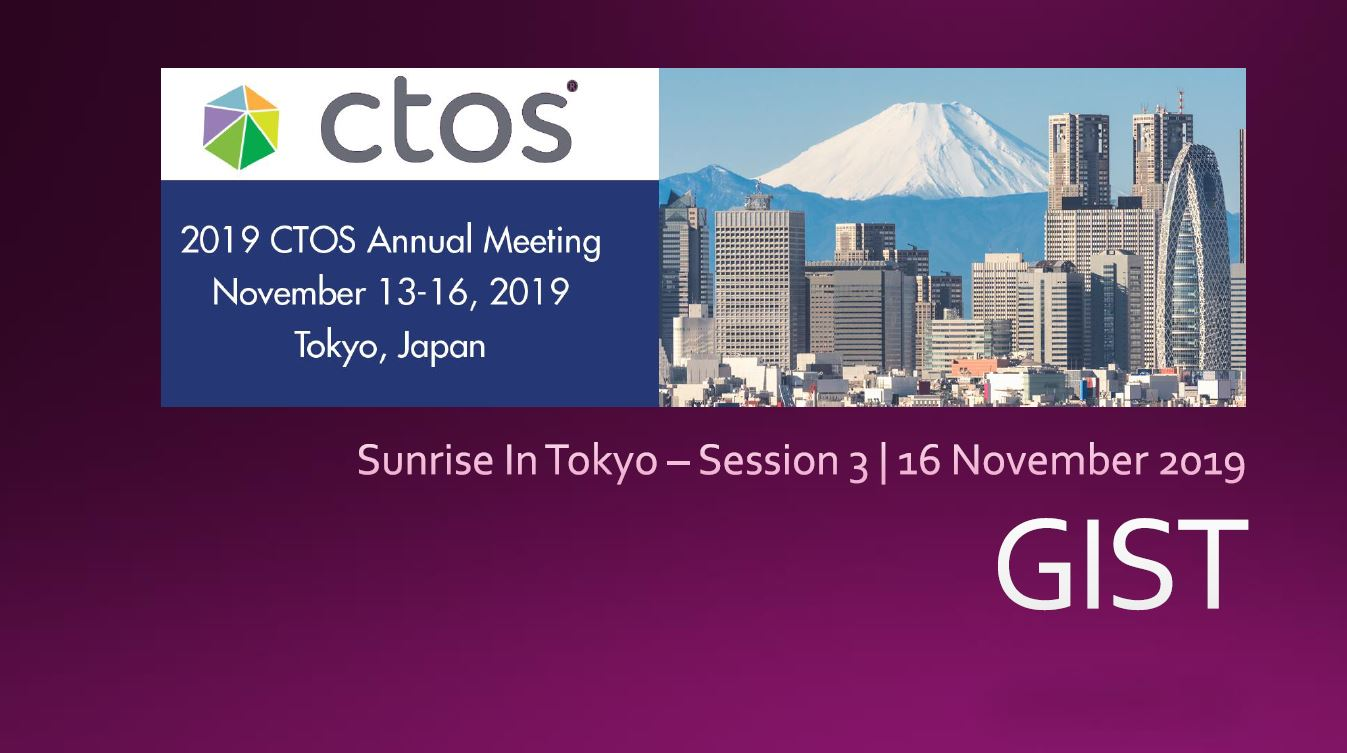 ctos®
2019 CTOS Annual Meeting
November 13-16, 2019
Tokyo, Japan
Sunrise In Tokyo – Session 3 | 16 November 2019
GIST